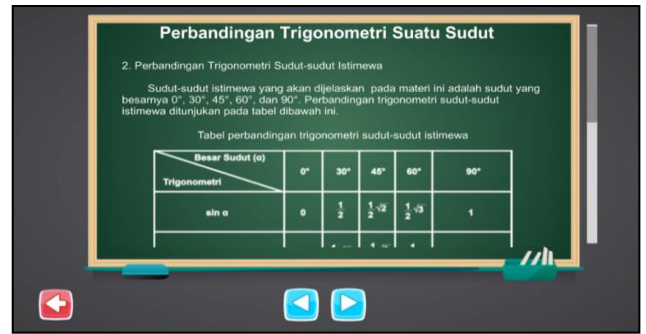 Perbandingan Trigonometri Suatu Sudut
2. Perbandingan Trigonometri Sudut-sudut Istimewa
Sudut-sudut istimewa yang akan dijelaskan pada materi ini adalah sudut yang
besarnya 0°, 30°, 45°, 60°, dan 90°. Perbandingan trigonometri sudut-sudut
istimewa ditunjukan pada tabel dibawah ini.
Tabel perbandingan trigonometri sudut-sudut istimewa
Besar Sudut (α)
Trigonometri
0° 30° 45° 60° 90°
sin α 0 1/2 1/2 √2 1/2 √3 1